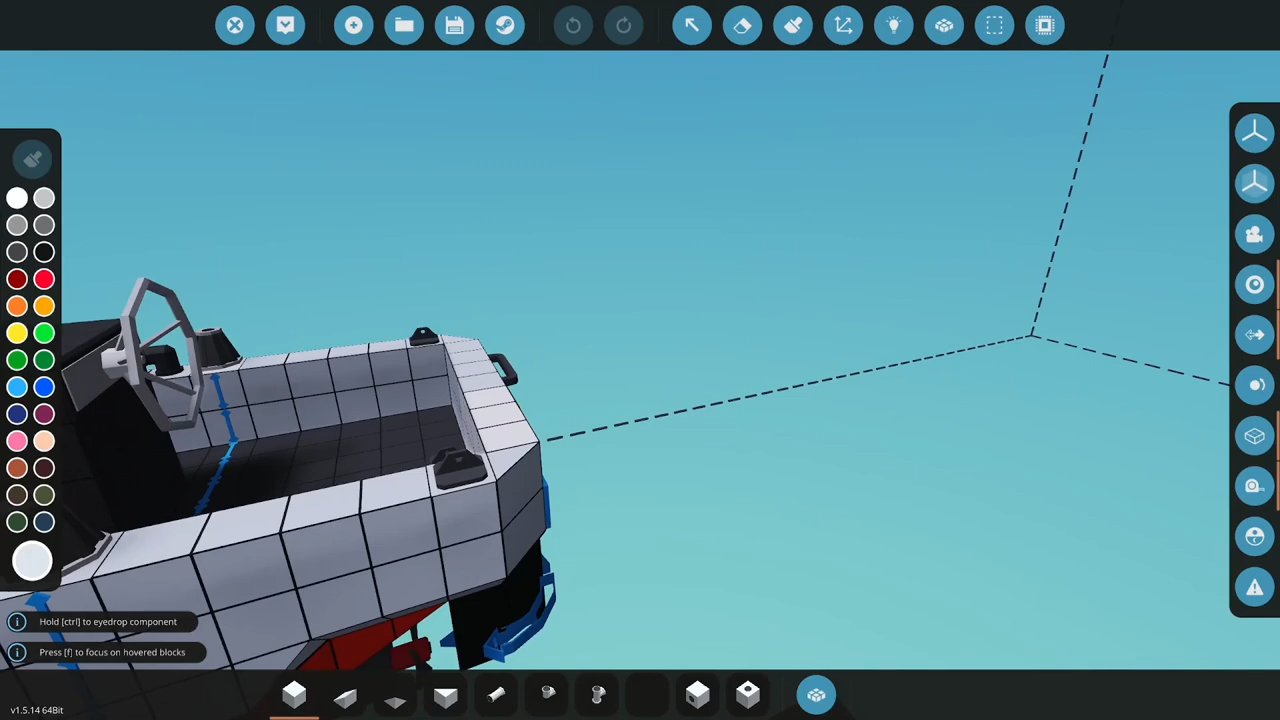 Hold [ctrl] to eyedrop component
Press [f] to focus on hovered blocks
v1.5.14 64Bit